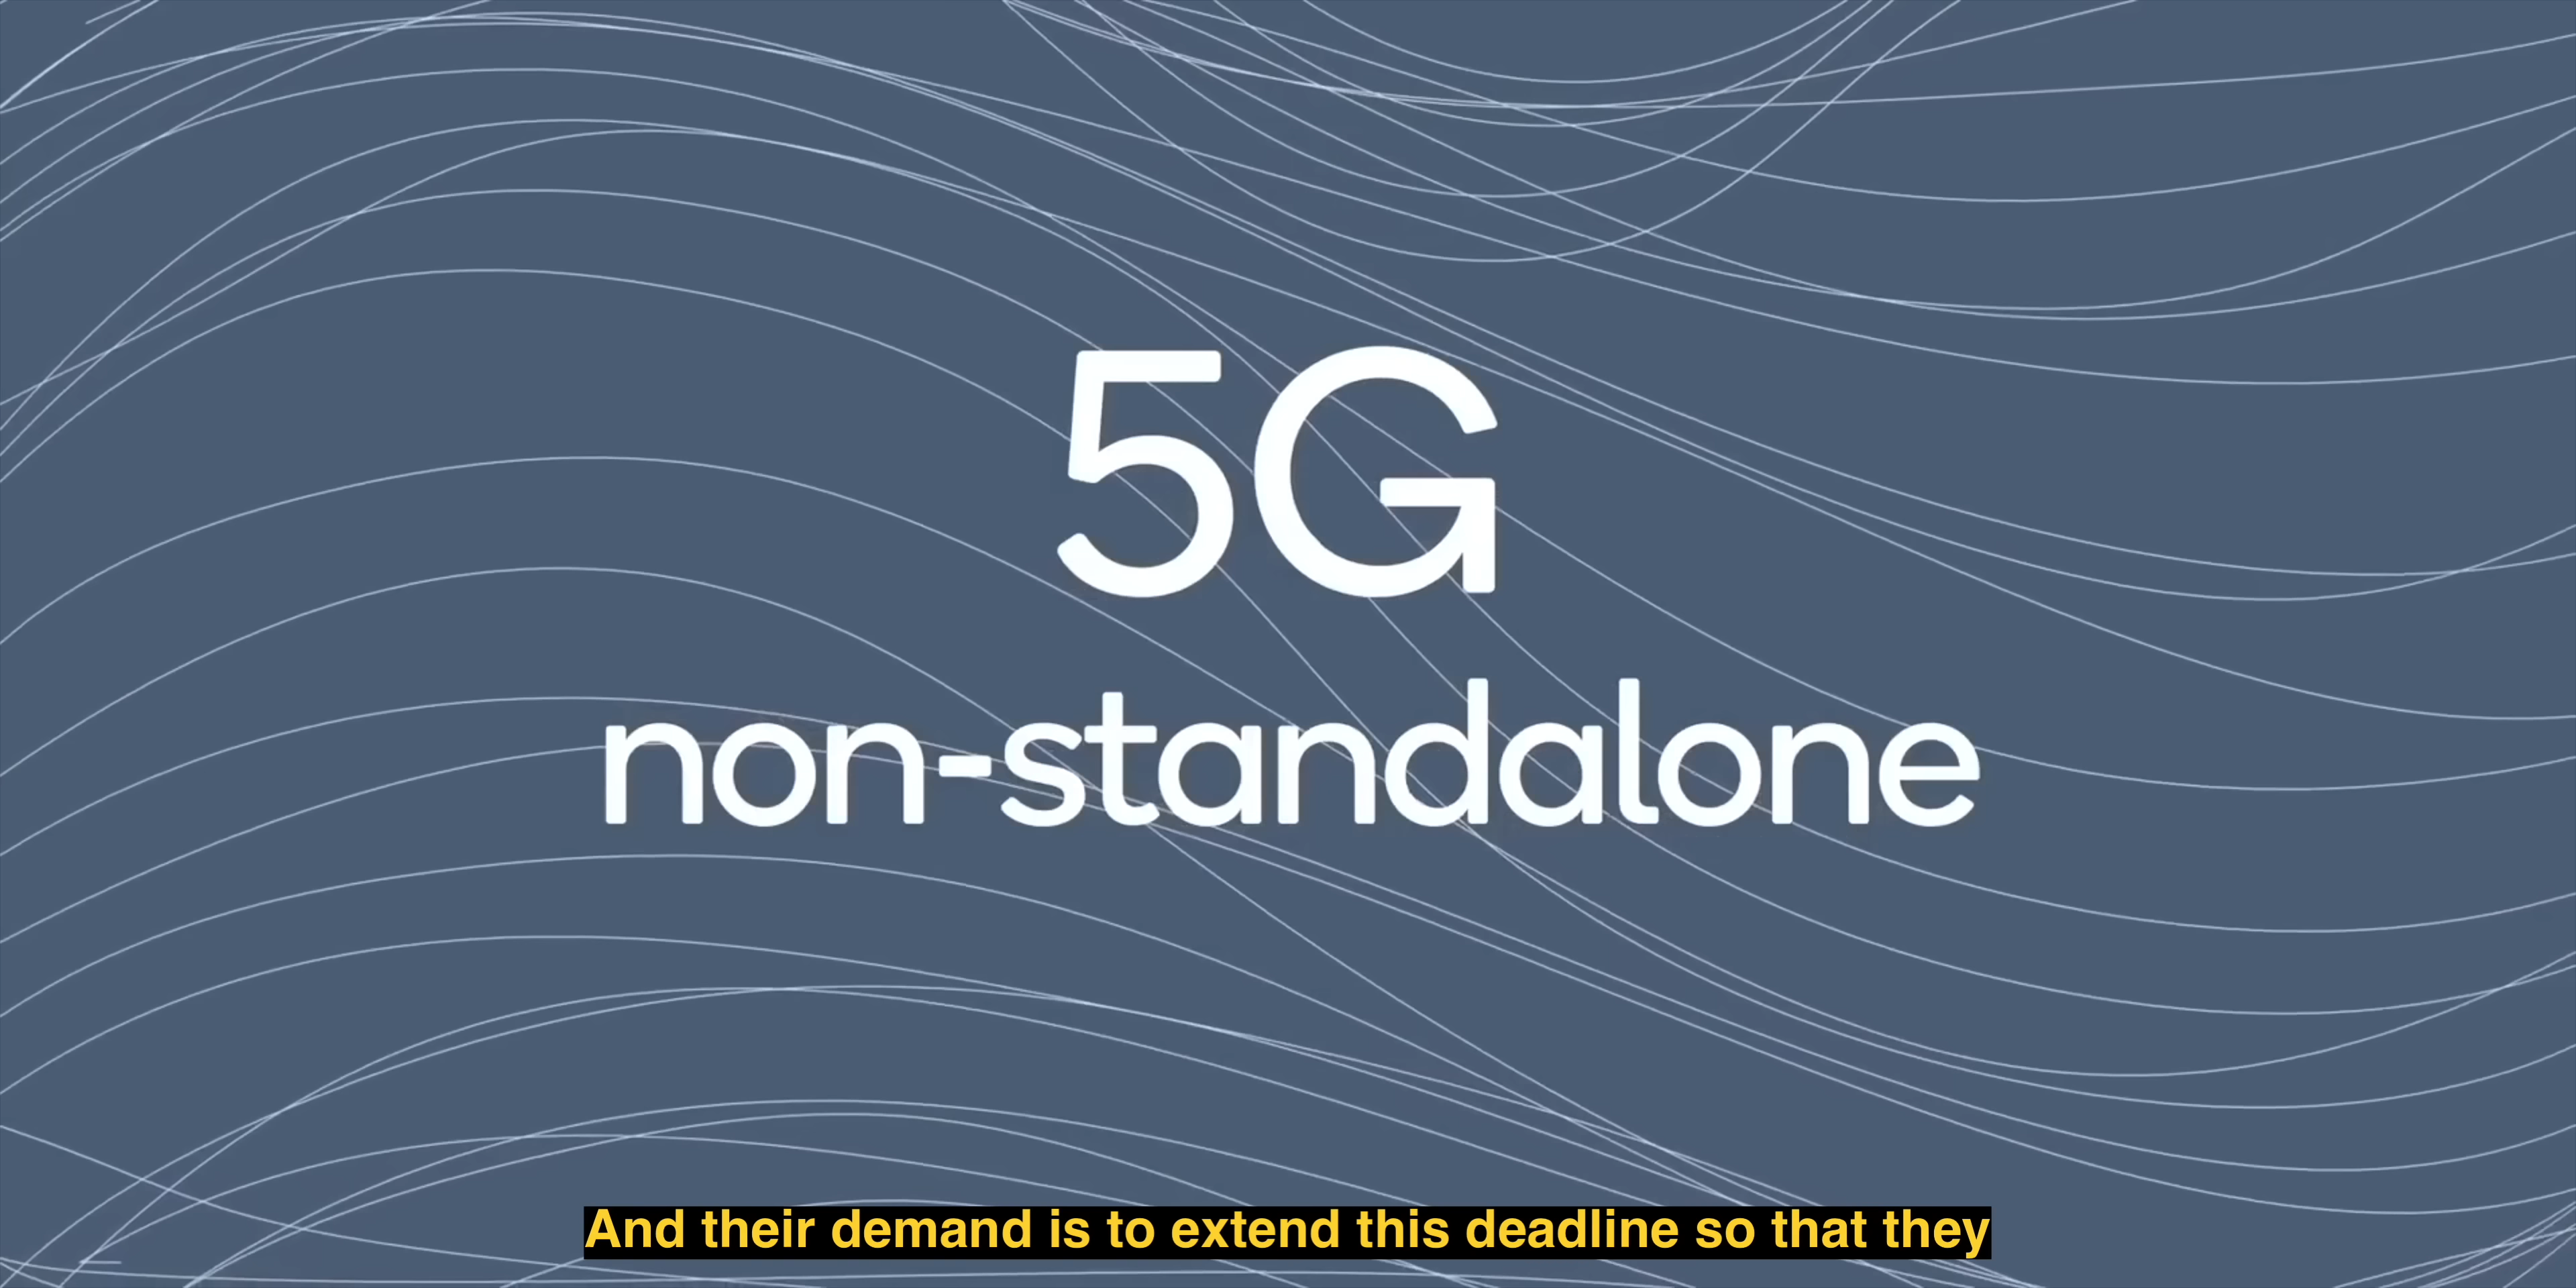 5G
non-standalone
And their demand is to extend this deadline so that they